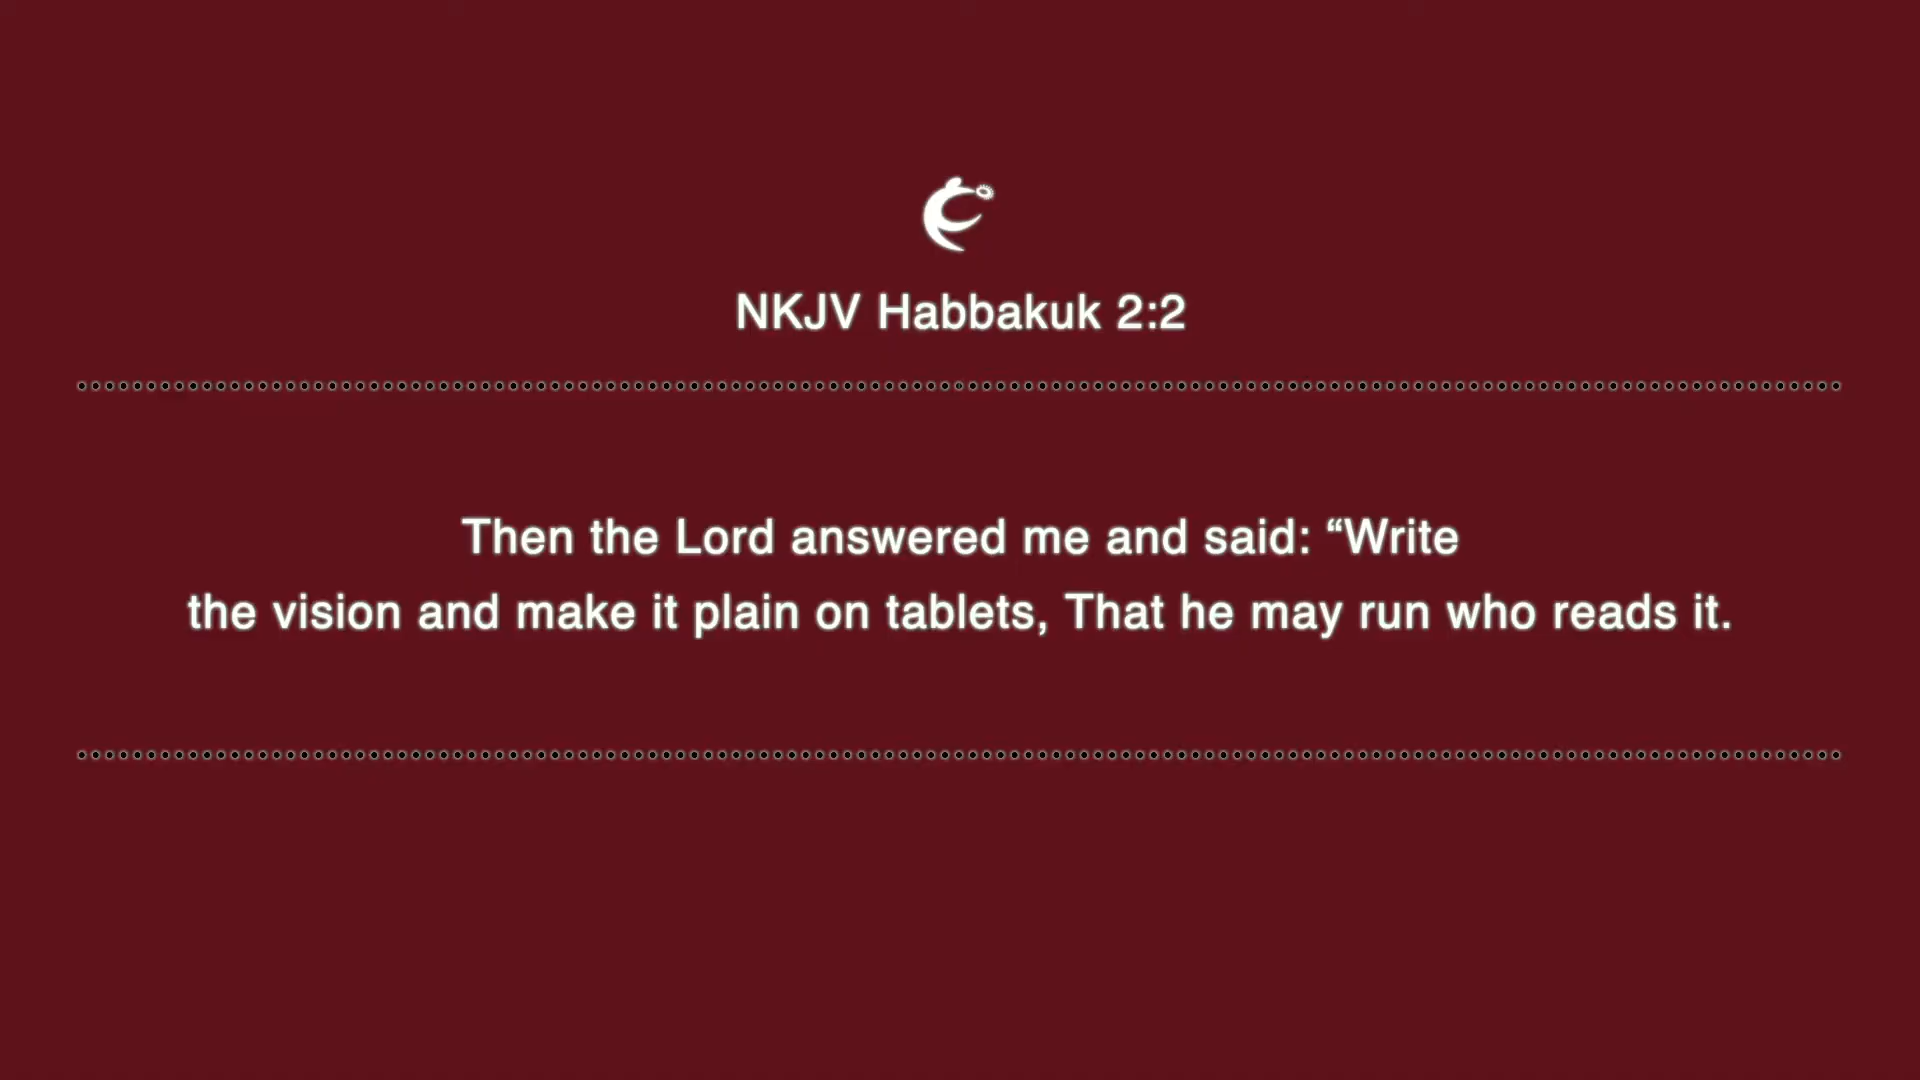 NKJV Habbakuk 2:2
Then the Lord answered me and said: “Write
the vision and make it plain on tablets, That he may run who reads it.